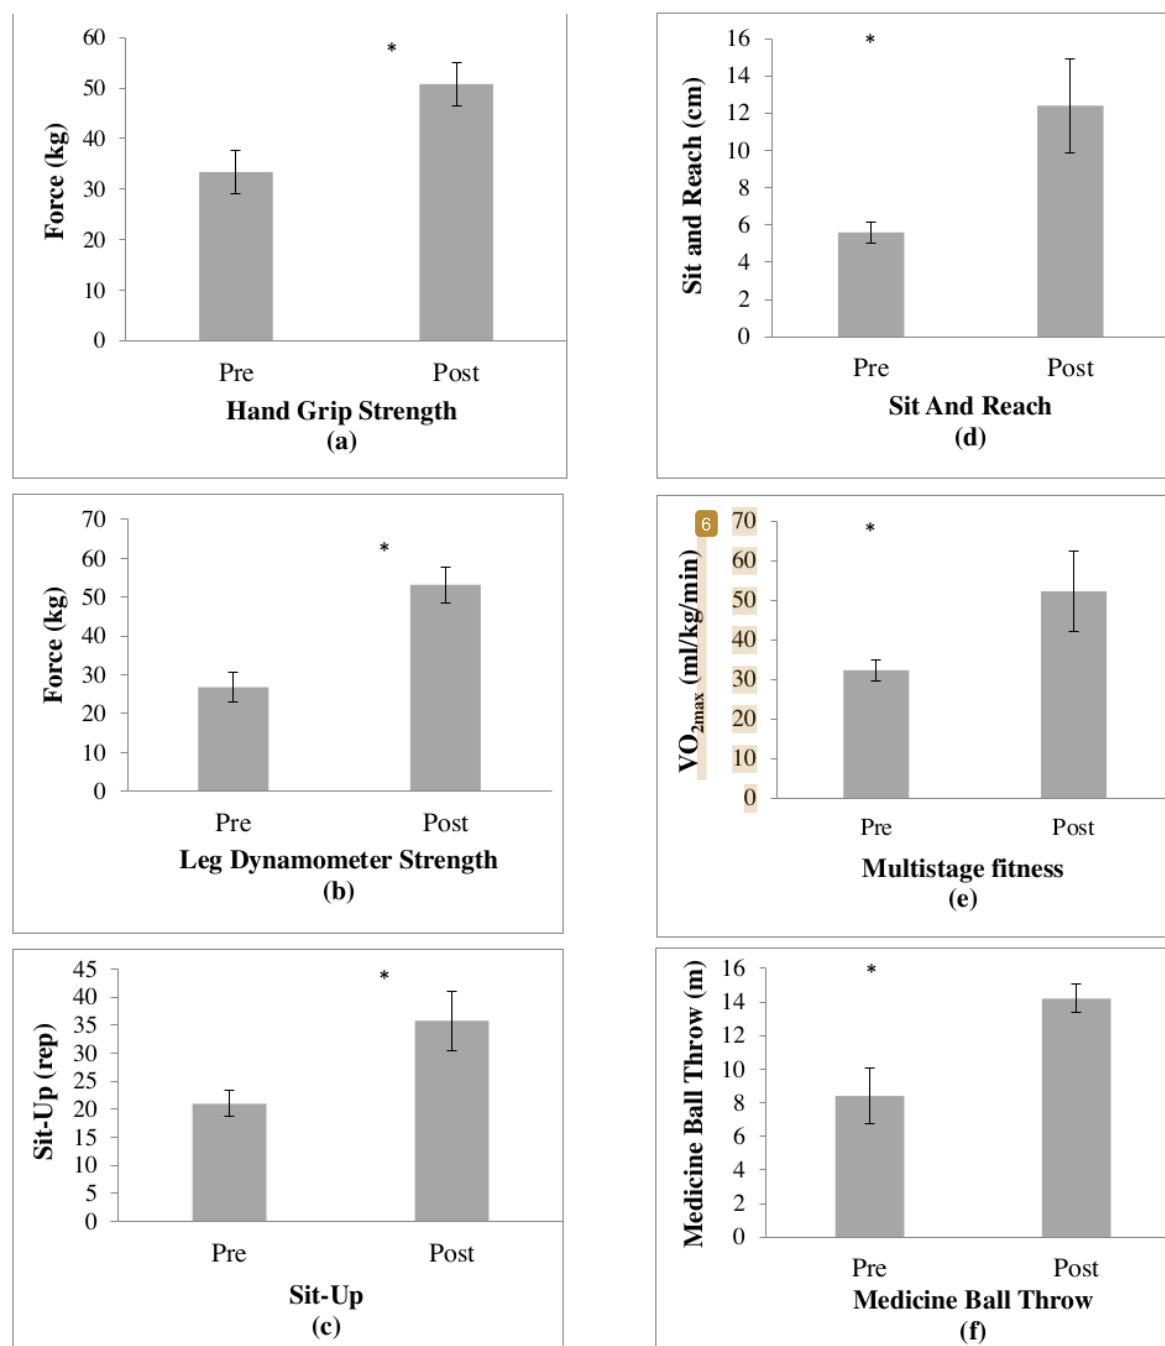 60
50
40
30
20
10
0
Force (kg)
*
Pre Post
Hand Grip Strength
(a)
16
14
12
10
8
6
4
2
0
Sit and Reach (cm)
*
Pre Post
Sit And Reach
(d)
70
60
50
40
30
20
10
0
Force (kg)
*
Pre Post
Leg Dynamometer Strength
(b)
6
70
60
50
40
30
20
10
0
VO2max (ml/kg/min)
*
Pre Post
Multistage fitness
(e)
45
40
35
30
25
20
15
10
5
0
Sit-Up (rep)
*
Pre Post
Sit-Up
(c)
16
14
12
10
8
6
4
2
0
Medicine Ball Throw (m)
*
Pre Post
Medicine Ball Throw
(f)